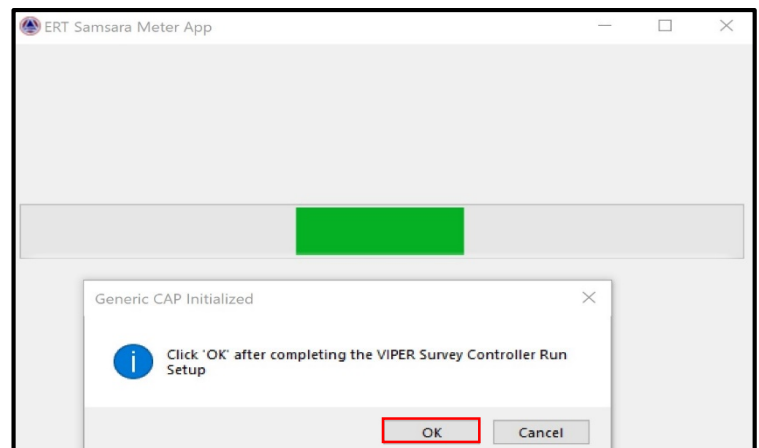 ERT Samsara Meter App
Generic CAP Initialized
Click 'OK' after completing the VIPER Survey Controller Run
Setup
OK
Cancel